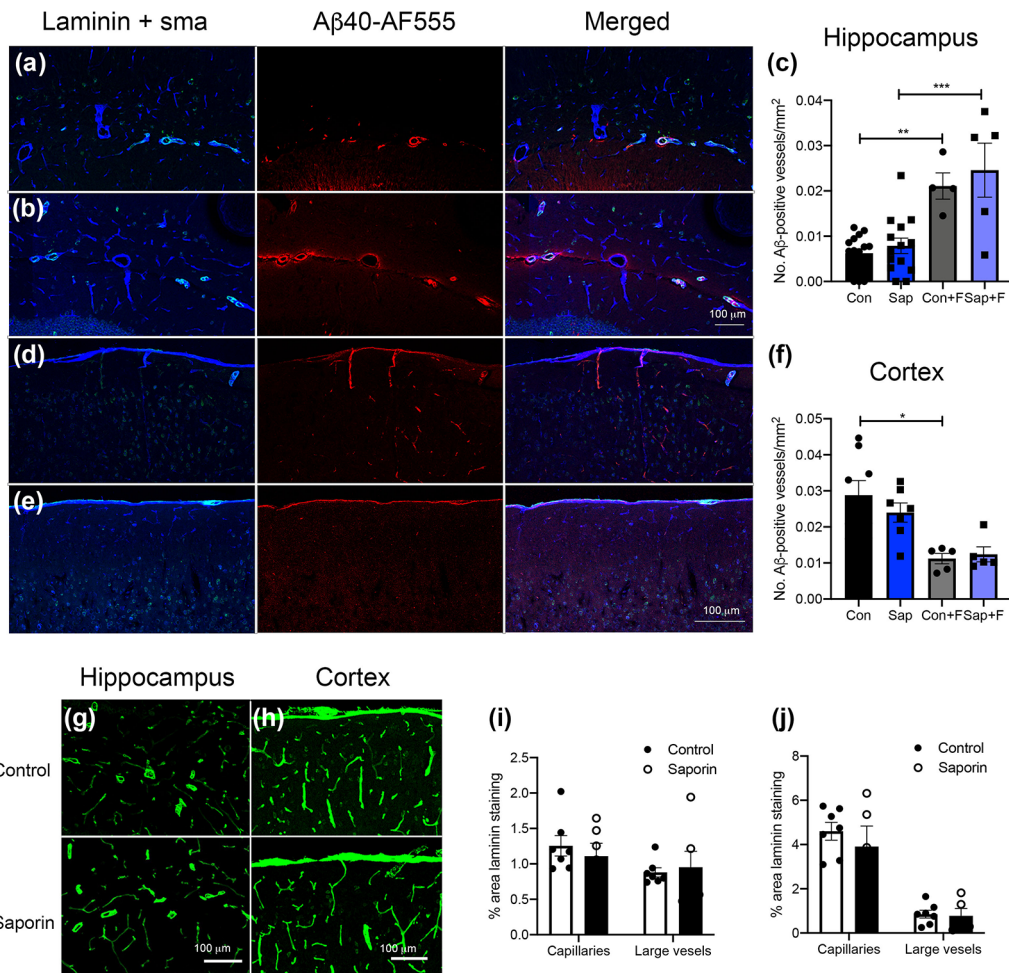 Laminin + sma
Aβ40-AF555
Merged
(a)
(b)
100 µm
(d)
(e)
100 µm
(c)
Hippocampus
No. Aβ-positive vessels/mm²
0.04
0.03
0.02
0.01
0.00
**
***
Con
Sap
Con+F
Sap+F
(f)
Cortex
No. Aβ-positive vessels/mm²
0.05
0.04
0.03
0.02
0.01
0.00
*
Con
Sap
Con+F
Sap+F
Hippocampus
Cortex
(g)
(h)
Control
Saporin
100 µm
100 µm
(i)
% area laminin staining
2.5
2.0
1.5
1.0
0.5
0.0
Control
Saporin
Capillaries
Large vessels
(j)
% area laminin staining
8
6
4
2
0
Control
Saporin
Capillaries
Large vessels